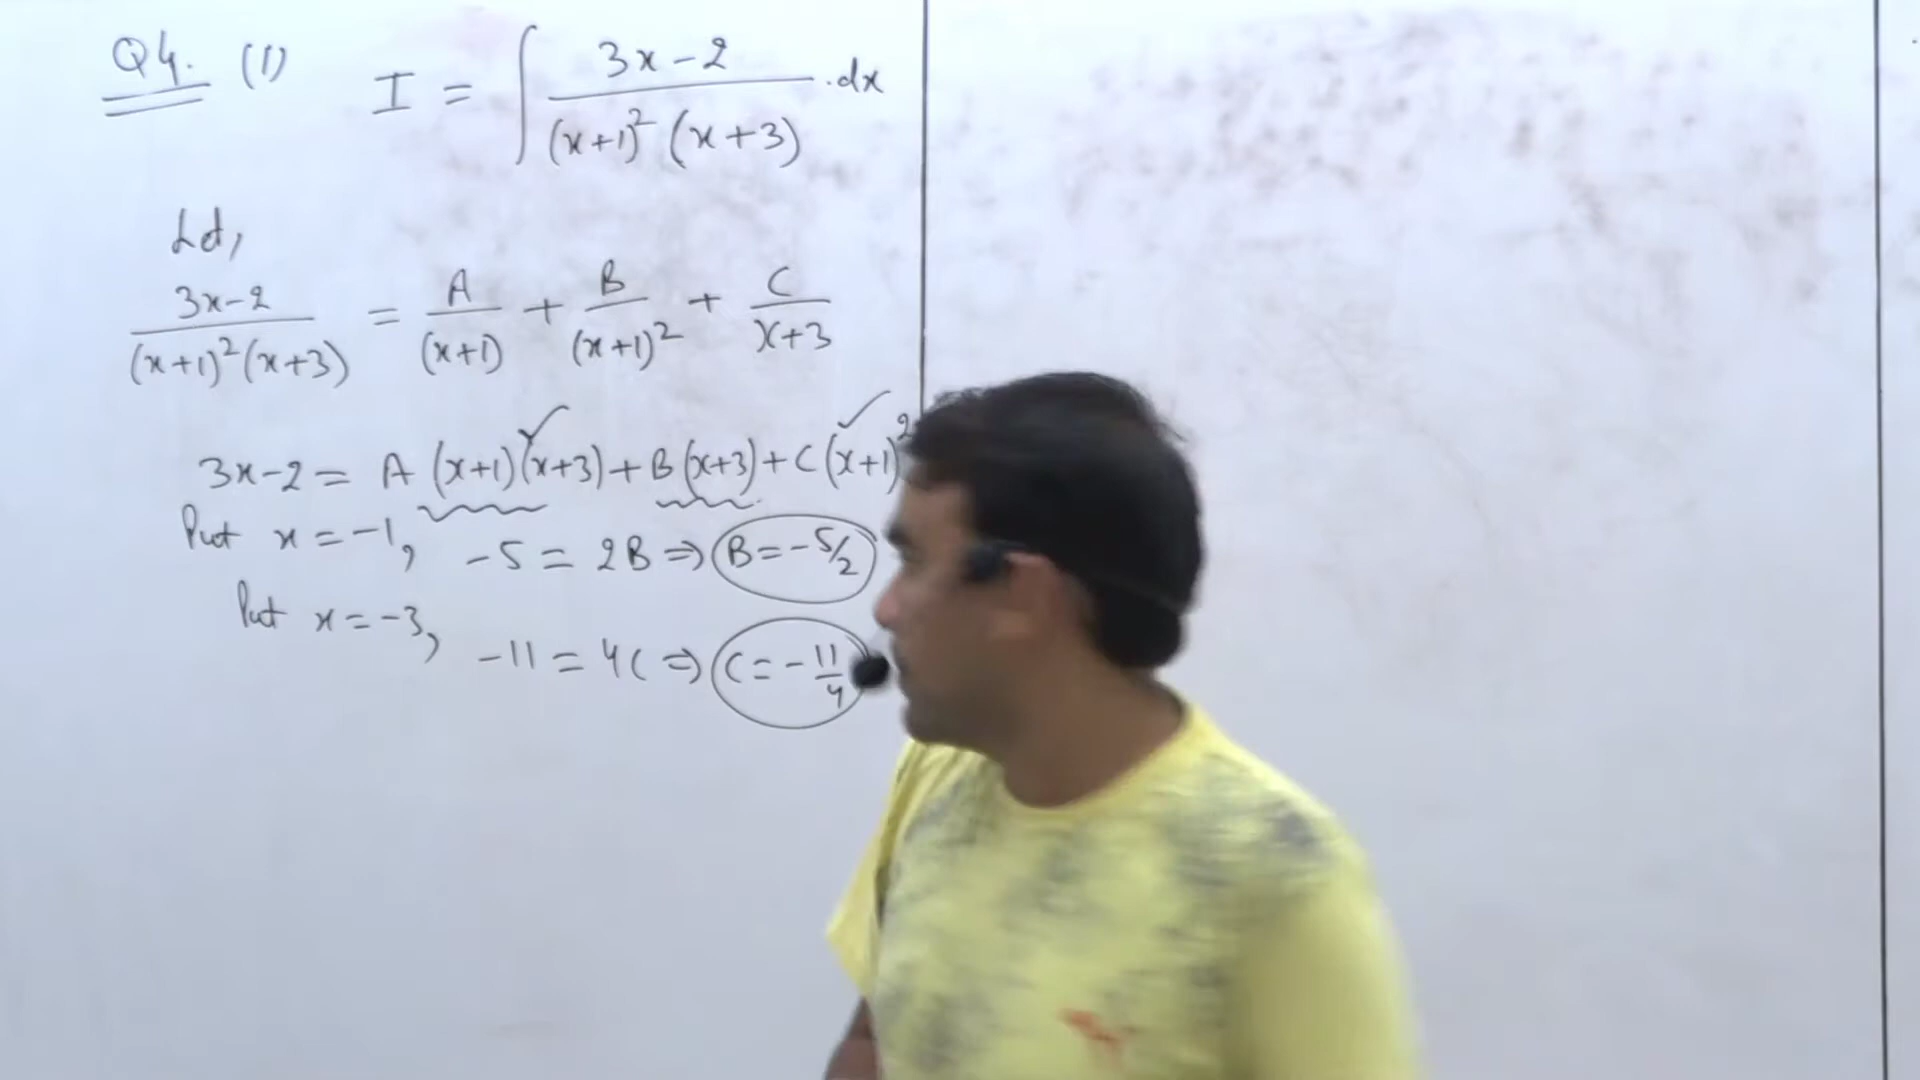 Q4. (1) I = ∫ (3x-2)/((x+1)²(x+3)) .dx
Let,
(3x-2)/((x+1)²(x+3)) = A/(x+1) + B/(x+1)² + C/(x+3)
3x-2 = A(x+1)(x+3)+B(x+3)+C(x+1)²
Put x=-1, -5 = 2B ⇒ B=-5/2
Put x=-3, -11 = 4C ⇒ C=-11/4